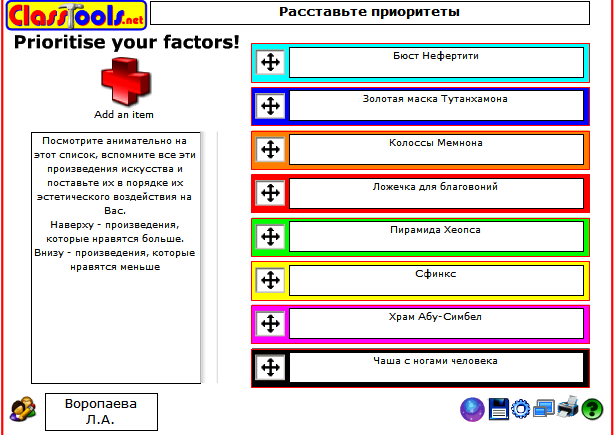 ClassTools.net
Расставьте приоритеты
Prioritise your factors!
Add an item
Посмотрите анимательно на
этот список, вспомните все эти
произведения искусства и
поставьте их в порядке их
эстетического воздействия на
Вас.
Наверху - произведения,
которые нравятся больше.
Внизу - произведения, которые
нравятся меньше
Бюст Нефертити
Золотая маска Тутанхамона
Колоссы Мемнона
Ложечка для благовоний
Пирамида Хеопса
Сфинкс
Храм Абу-Симбел
Чаша с ногами человека
Воропаева
Л.А.
?